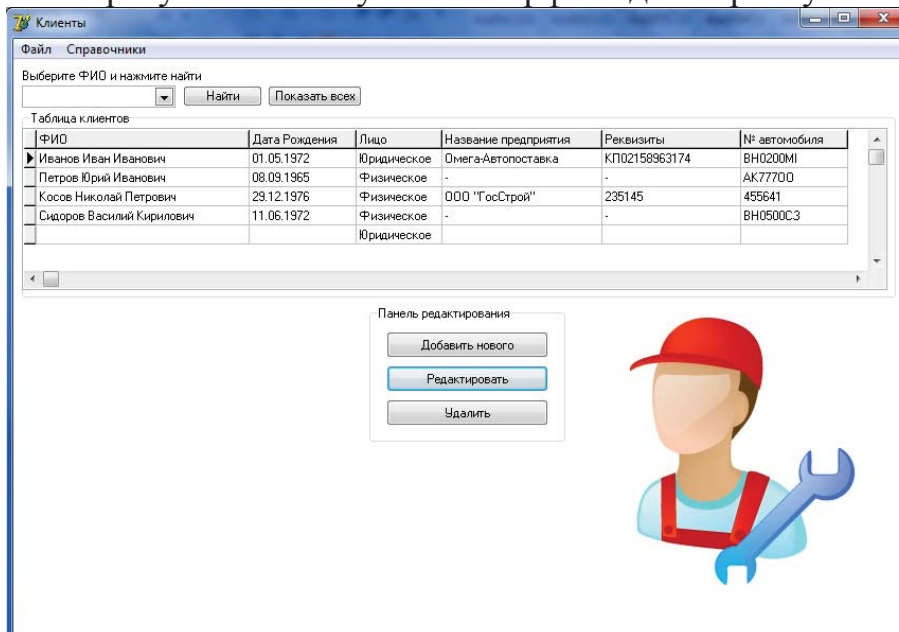 Клиенты
Файл Справочники
Выберите ФИО и нажмите найти
Найти Показать всех
Таблица клиентов
ФИО Дата Рождения Лицо Название предприятия Реквизиты № автомобиля
Иванов Иван Иванович 01.05.1972 Юридическое Омега-Автопоставка КП02158963174 ВН0200МІ
Петров Юрий Иванович 08.09.1965 Физическое - - АК7770О
Косов Николай Петрович 29.12.1976 Физическое ООО "ГосСтрой" 235145 455641
Сидоров Василий Кирилович 11.06.1972 Физическое - - ВН0500СЗ
Юридическое
Панель редактирования
Добавить нового
Редактировать
Удалить